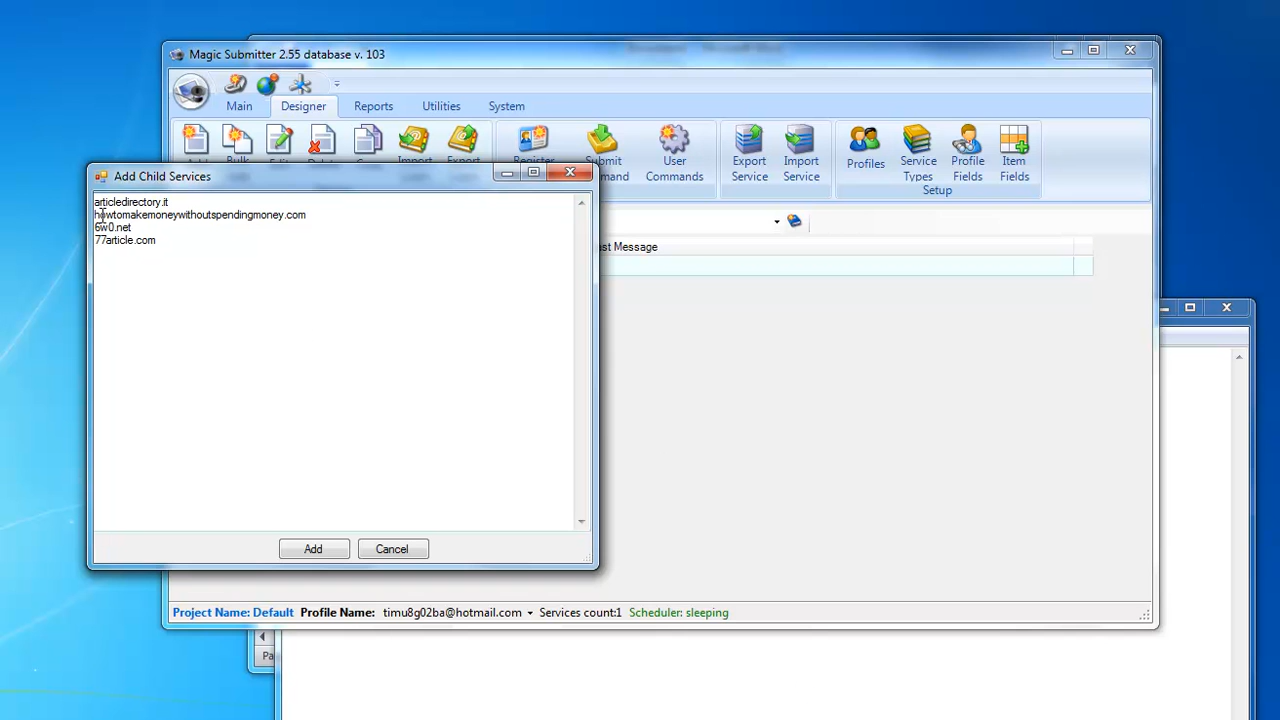 Magic Submitter 2.55 database v. 103
Main
Designer
Reports
Utilities
System
Submit
User
Commands
Export
Service
Import
Service
Profiles
Service
Types
Profile
Fields
Item
Fields
Setup
Add Child Services
articledirectory.it
howtomakemoneywithoutspendingmoney.com
6w0.net
77article.com
Message
Add
Cancel
Project Name: Default Profile Name: timu8g02ba@hotmail.com Services count:1 Scheduler: sleeping